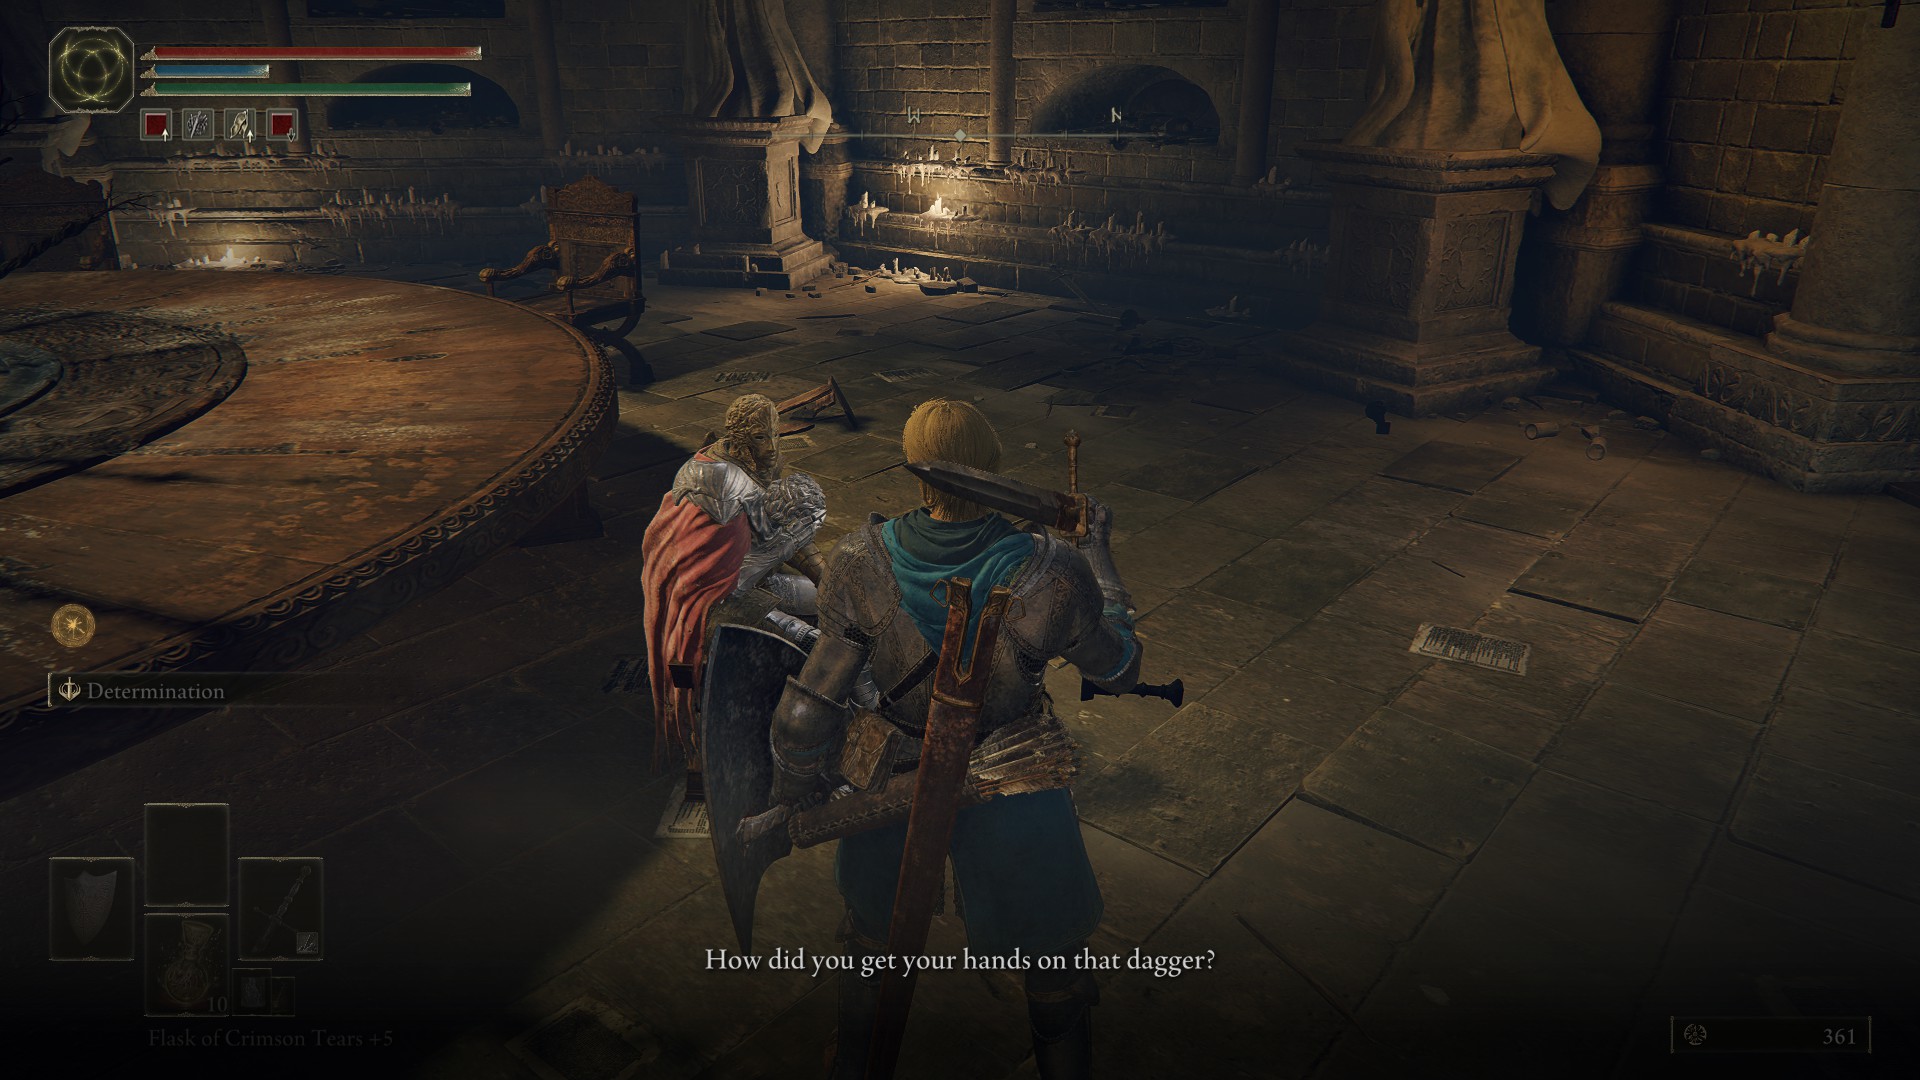 W
N
Determination
10
How did you get your hands on that dagger?
Flask of Crimson Tears +5
361